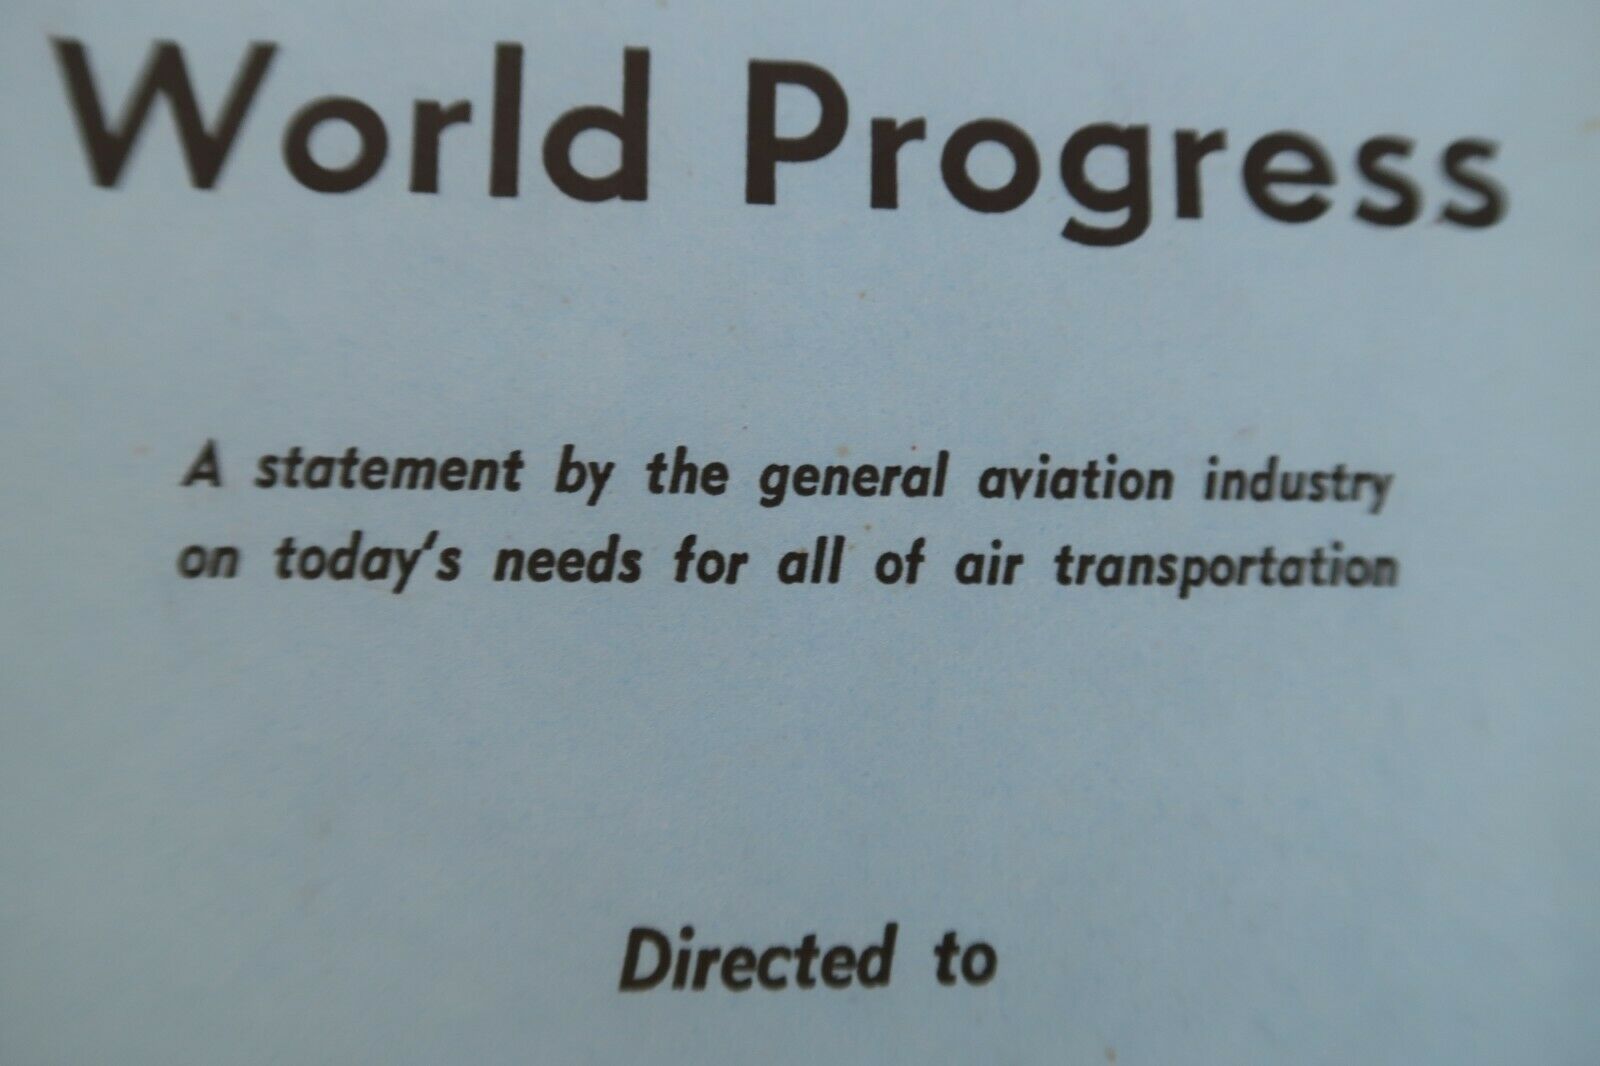 World Progress
A statement by the general aviation industry
on today's needs for all of air transportation
Directed to